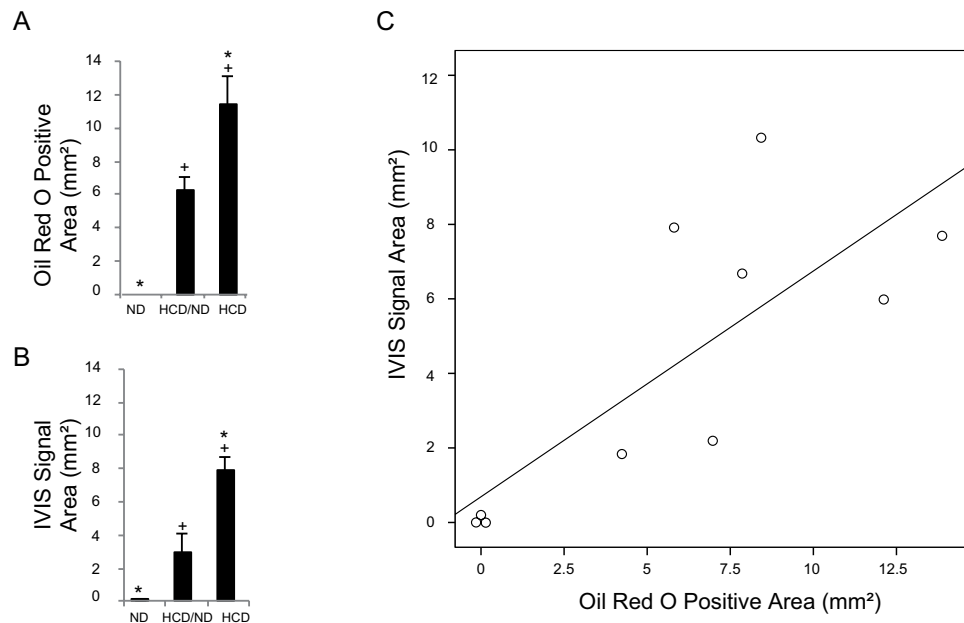 A
Oil Red O Positive
Area (mm²)
14
12
10
8
6
4
2
0
*
+
*
+
ND
HCD/ND
HCD
B
IVIS Signal
Area (mm²)
14
12
10
8
6
4
2
0
*
+
*
+
ND
HCD/ND
HCD
C
IVIS Signal Area (mm²)
12
10
8
6
4
2
0
0
2.5
5
7.5
10
12.5
Oil Red O Positive Area (mm²)